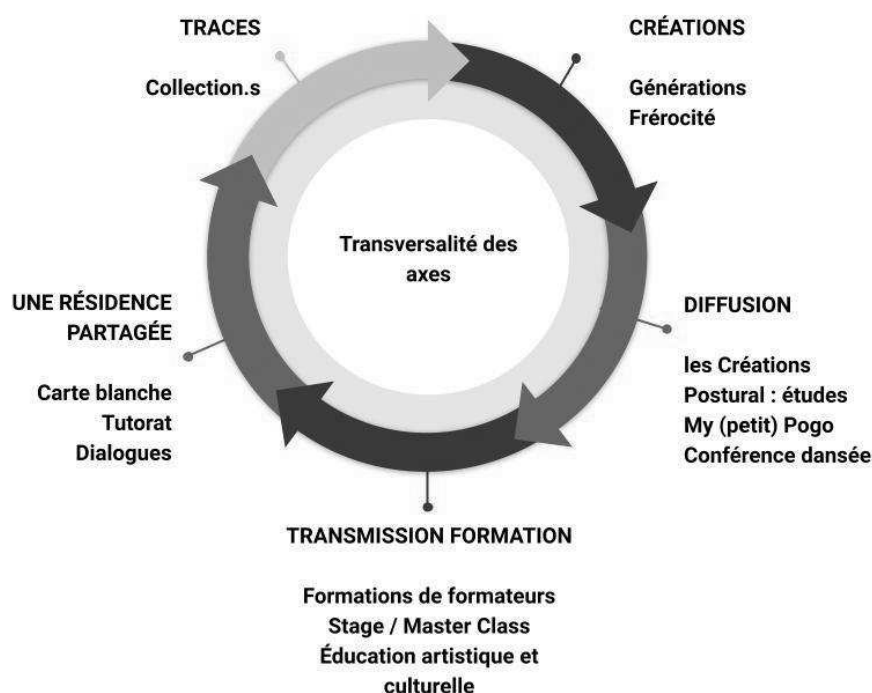 TRACES
Collection.s
CRÉATIONS
Générations
Frérocité
Transversalité des
axes
UNE RÉSIDENCE
PARTAGÉE
Carte blanche
Tutorat
Dialogues
DIFFUSION
les Créations
Postural : études
My (petit) Pogo
Conférence dansée
TRANSMISSION FORMATION
Formations de formateurs
Stage / Master Class
Éducation artistique et
culturelle